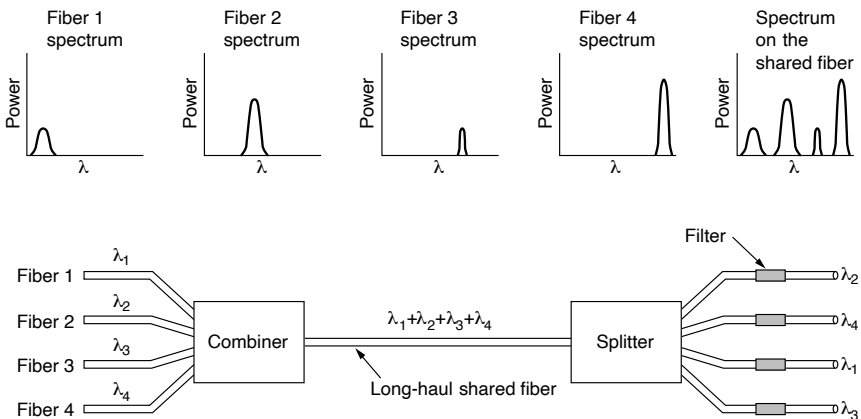 Fiber 1
spectrum
Fiber 2
spectrum
Fiber 3
spectrum
Fiber 4
spectrum
Spectrum
on the
shared fiber
Power
λ
Power
λ
Power
λ
Power
λ
Power
λ
Filter
Fiber 1
λ1
λ2
Fiber 2
λ2
λ4
Fiber 3
λ3
λ1
Fiber 4
λ4
λ3
Combiner
λ1+λ2+λ3+λ4
Splitter
Long-haul shared fiber